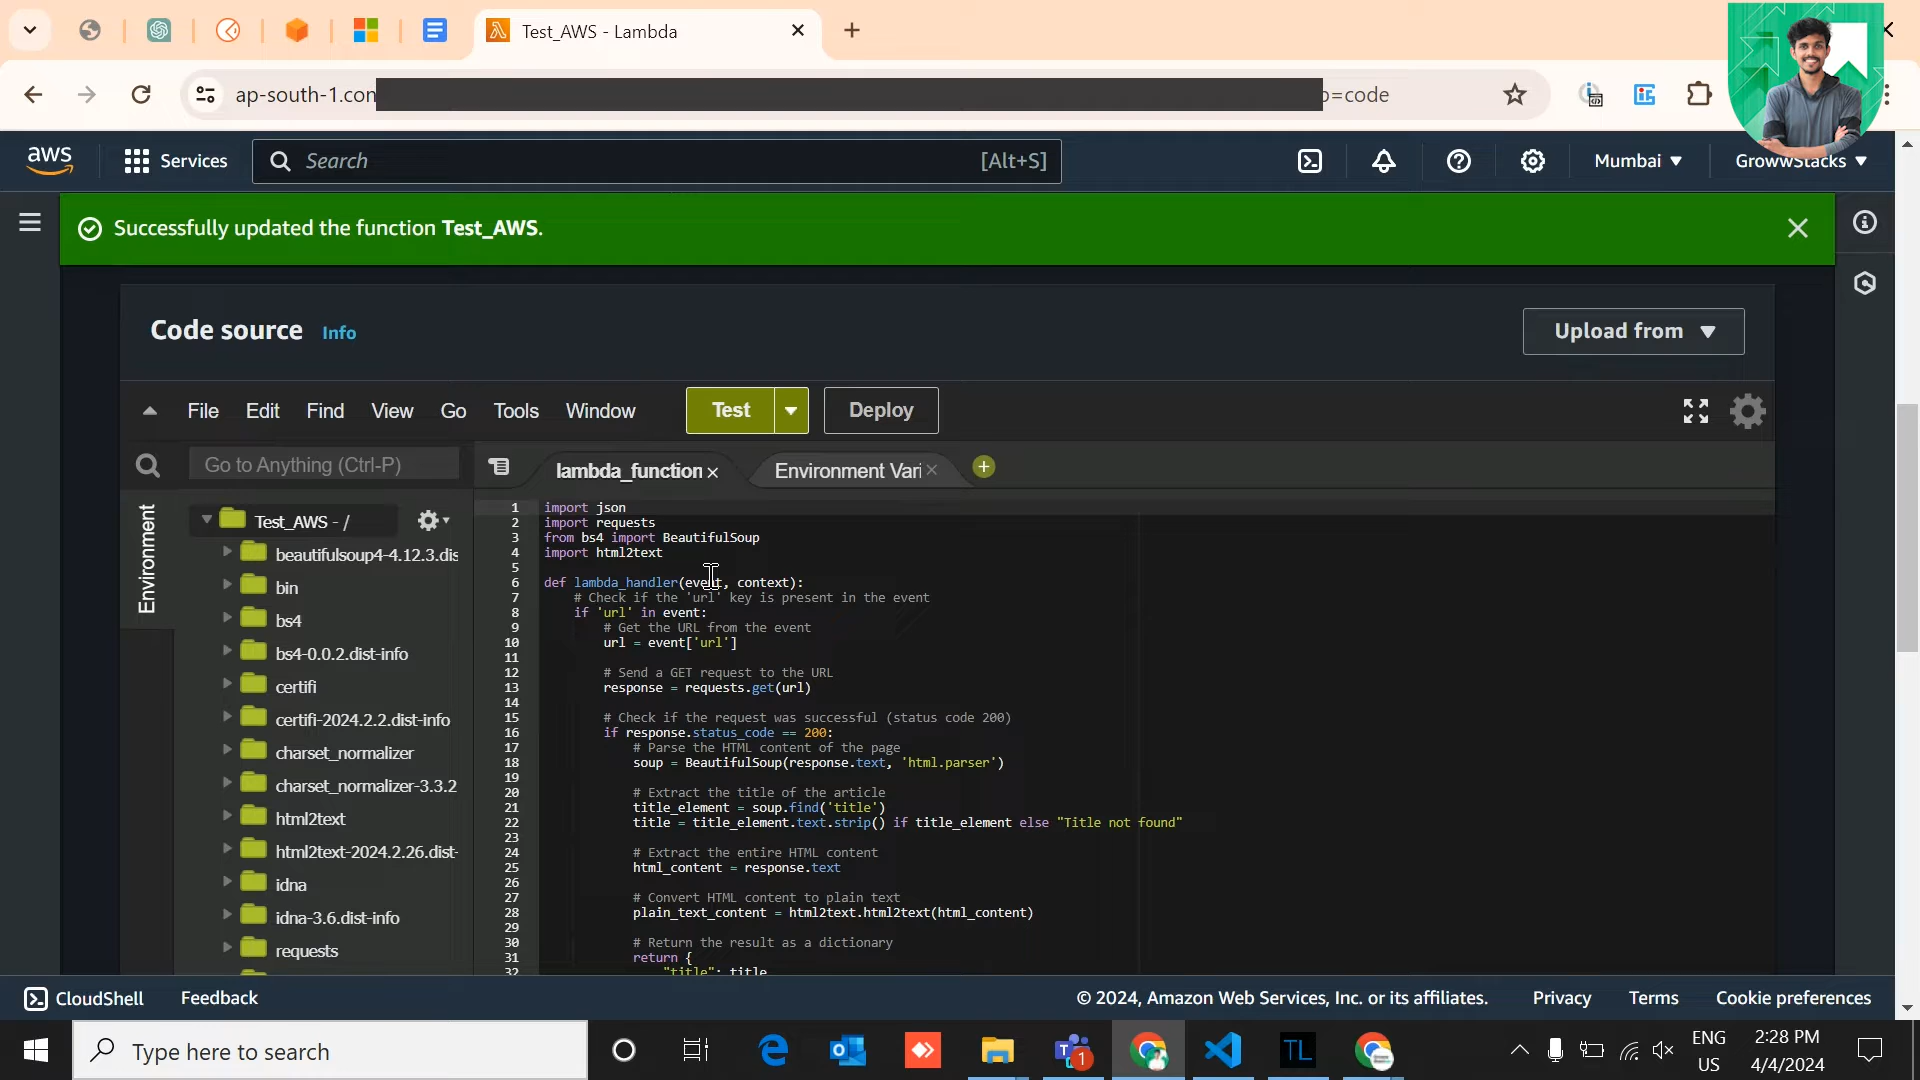 Test_AWS - Lambda
ap-south-1.con
=code
aws
Services
Search
[Alt+S]
Mumbai
GrowwStacks
Successfully updated the function Test_AWS.
Code source
Info
Upload from
File
Edit
Find
View
Go
Tools
Window
Test
Deploy
Go to Anything (Ctrl-P)
lambda_function
Environment Vari
Environment
Test_AWS - /
beautifulsoup4-4.12.3.dis
bin
bs4
bs4-0.0.2.dist-info
certifi
certifi-2024.2.2.dist-info
charset_normalizer
charset_normalizer-3.3.2
html2text
html2text-2024.2.26.dist-
idna
idna-3.6.dist-info
requests
1 import json
2 import requests
3 from bs4 import BeautifulSoup
4 import html2text
5
6 def lambda_handler(event, context):
7 # Check if the 'url' key is present in the event
8 if 'url' in event:
9 # Get the URL from the event
10 url = event['url']
11
12 # Send a GET request to the URL
13 response = requests.get(url)
14
15 # Check if the request was successful (status code 200)
16 if response.status_code == 200:
17 # Parse the HTML content of the page
18 soup = BeautifulSoup(response.text, 'html.parser')
19
20 # Extract the title of the article
21 title_element = soup.find('title')
22 title = title_element.text.strip() if title_element else "Title not found"
23
24 # Extract the entire HTML content
25 html_content = response.text
26
27 # Convert HTML content to plain text
28 plain_text_content = html2text.html2text(html_content)
29
30 # Return the result as a dictionary
31 return {
32 "title": title
CloudShell
Feedback
© 2024, Amazon Web Services, Inc. or its affiliates.
Privacy
Terms
Cookie preferences
Type here to search
1
TL
ENG
US
2:28 PM
4/4/2024